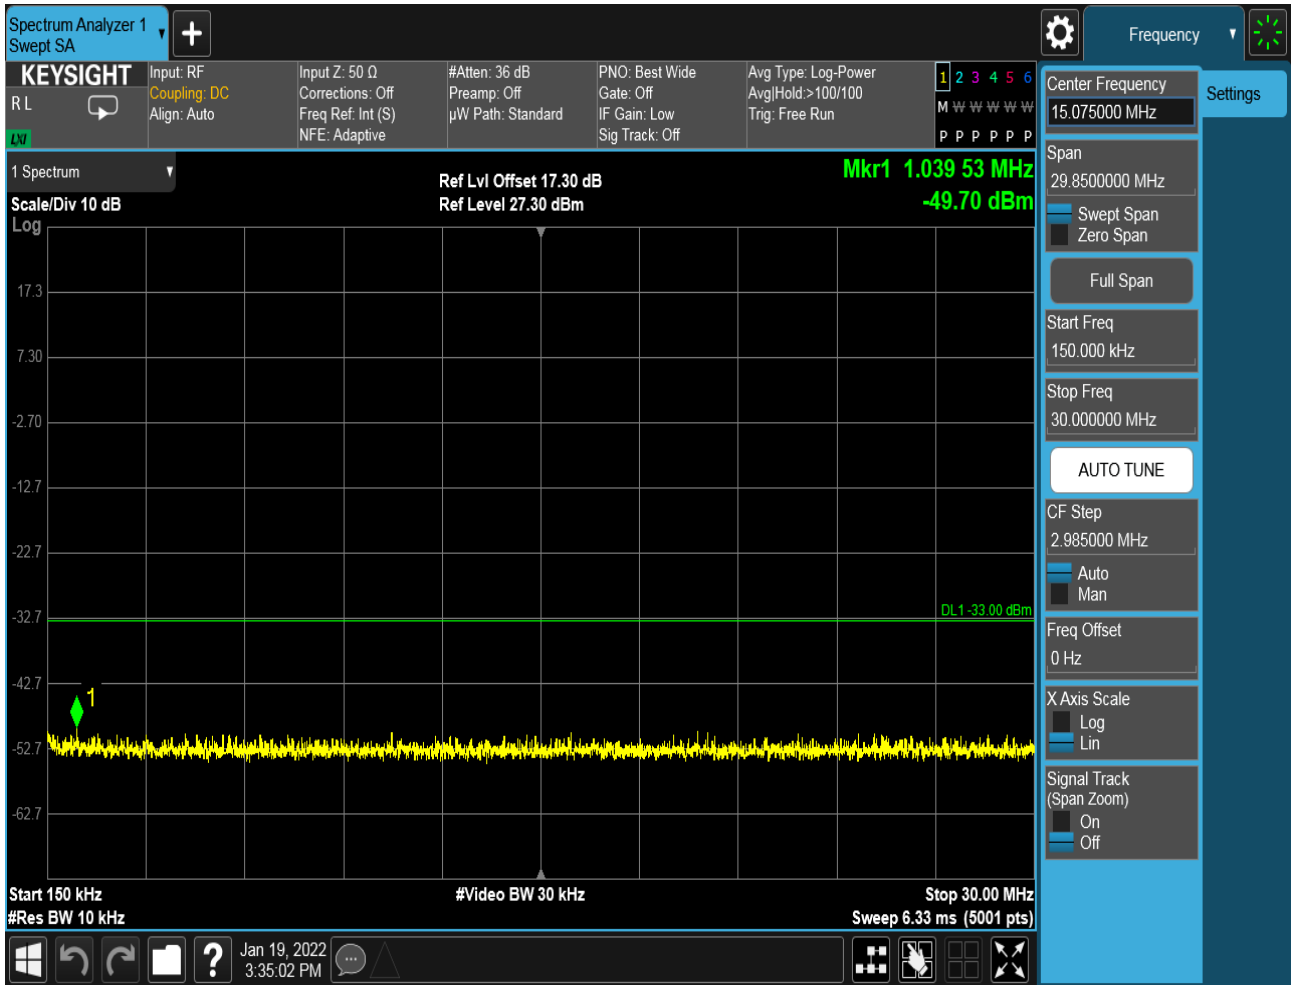 Spectrum Analyzer 1
Swept SA
+
Frequency
KEYSIGHT
R L
LXI
Input: RF
Coupling: DC
Align: Auto
Input Z: 50 Ω
Corrections: Off
Freq Ref: Int (S)
NFE: Adaptive
#Atten: 36 dB
Preamp: Off
µW Path: Standard
PNO: Best Wide
Gate: Off
IF Gain: Low
Sig Track: Off
Avg Type: Log-Power
Avg|Hold:>100/100
Trig: Free Run
1 2 3 4 5 6
M W W W W W
P P P P P P
1 Spectrum
Scale/Div 10 dB
Log
Ref Lvl Offset 17.30 dB
Ref Level 27.30 dBm
Mkr1 1.039 53 MHz
-49.70 dBm
17.3
7.30
-2.70
-12.7
-22.7
-32.7
-42.7
-52.7
-62.7
DL1 -33.00 dBm
1
Start 150 kHz
#Res BW 10 kHz
#Video BW 30 kHz
Stop 30.00 MHz
Sweep 6.33 ms (5001 pts)
?
Jan 19, 2022
3:35:02 PM
Center Frequency
15.075000 MHz
Settings
Span
29.8500000 MHz
Swept Span
Zero Span
Full Span
Start Freq
150.000 kHz
Stop Freq
30.000000 MHz
AUTO TUNE
CF Step
2.985000 MHz
Auto
Man
Freq Offset
0 Hz
X Axis Scale
Log
Lin
Signal Track
(Span Zoom)
On
Off